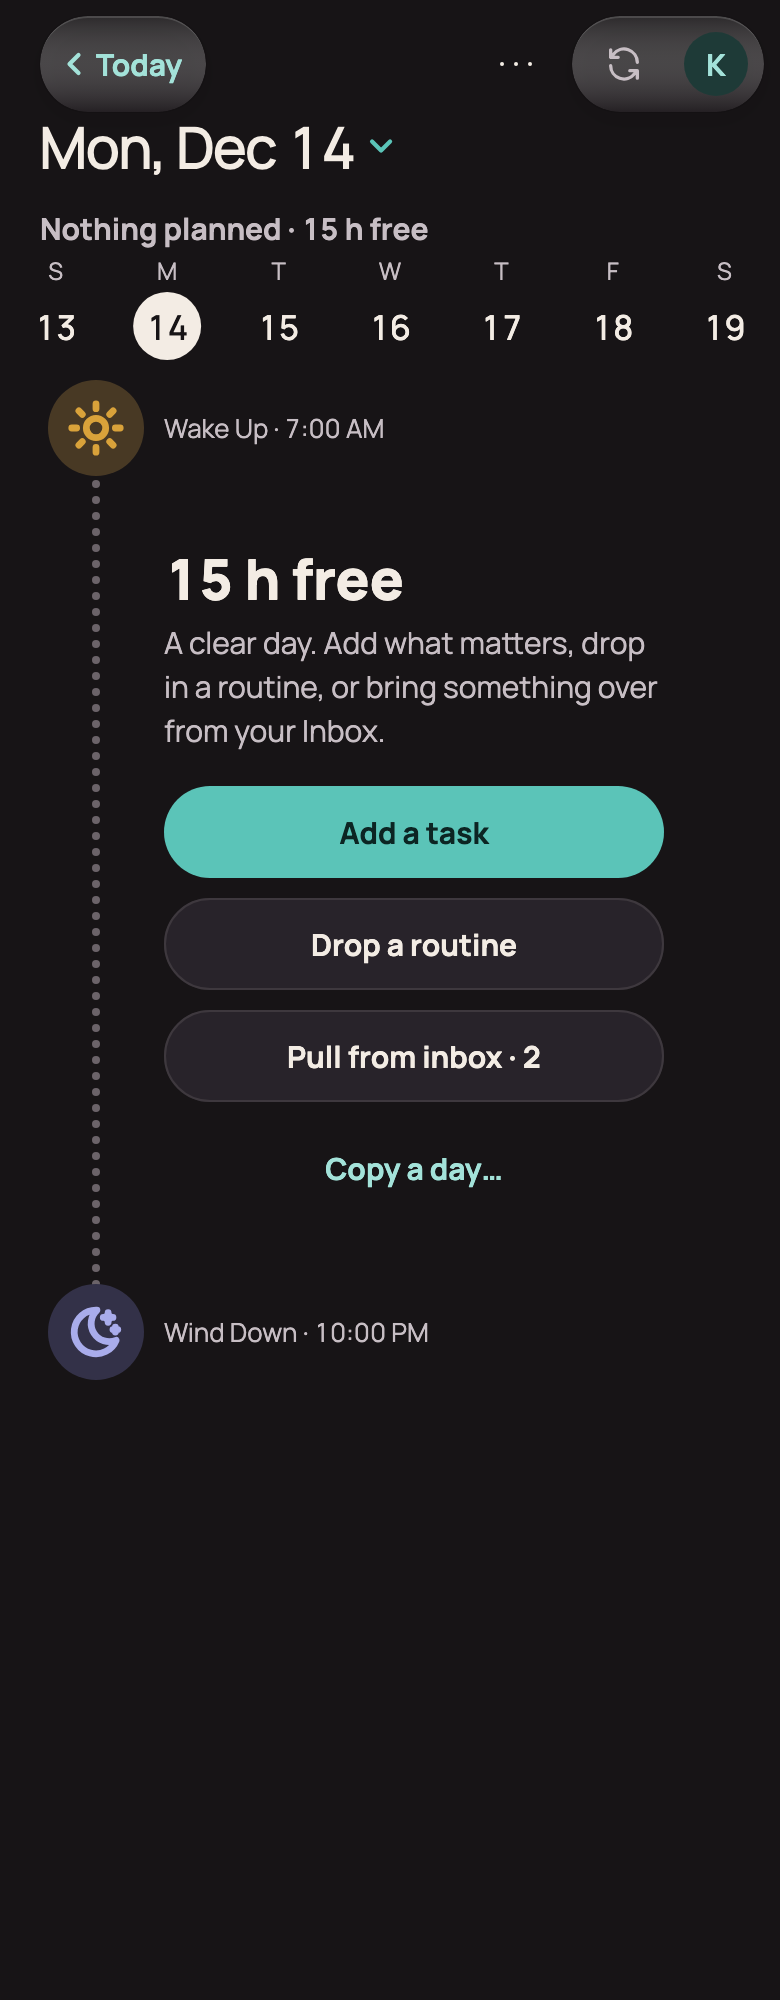 Today
K
Mon, Dec 14
Nothing planned · 15 h free
S M T W T F S
13 14 15 16 17 18 19
Wake Up · 7:00 AM
15 h free
A clear day. Add what matters, drop
in a routine, or bring something over
from your Inbox.
Add a task
Drop a routine
Pull from inbox · 2
Copy a day...
Wind Down · 10:00 PM